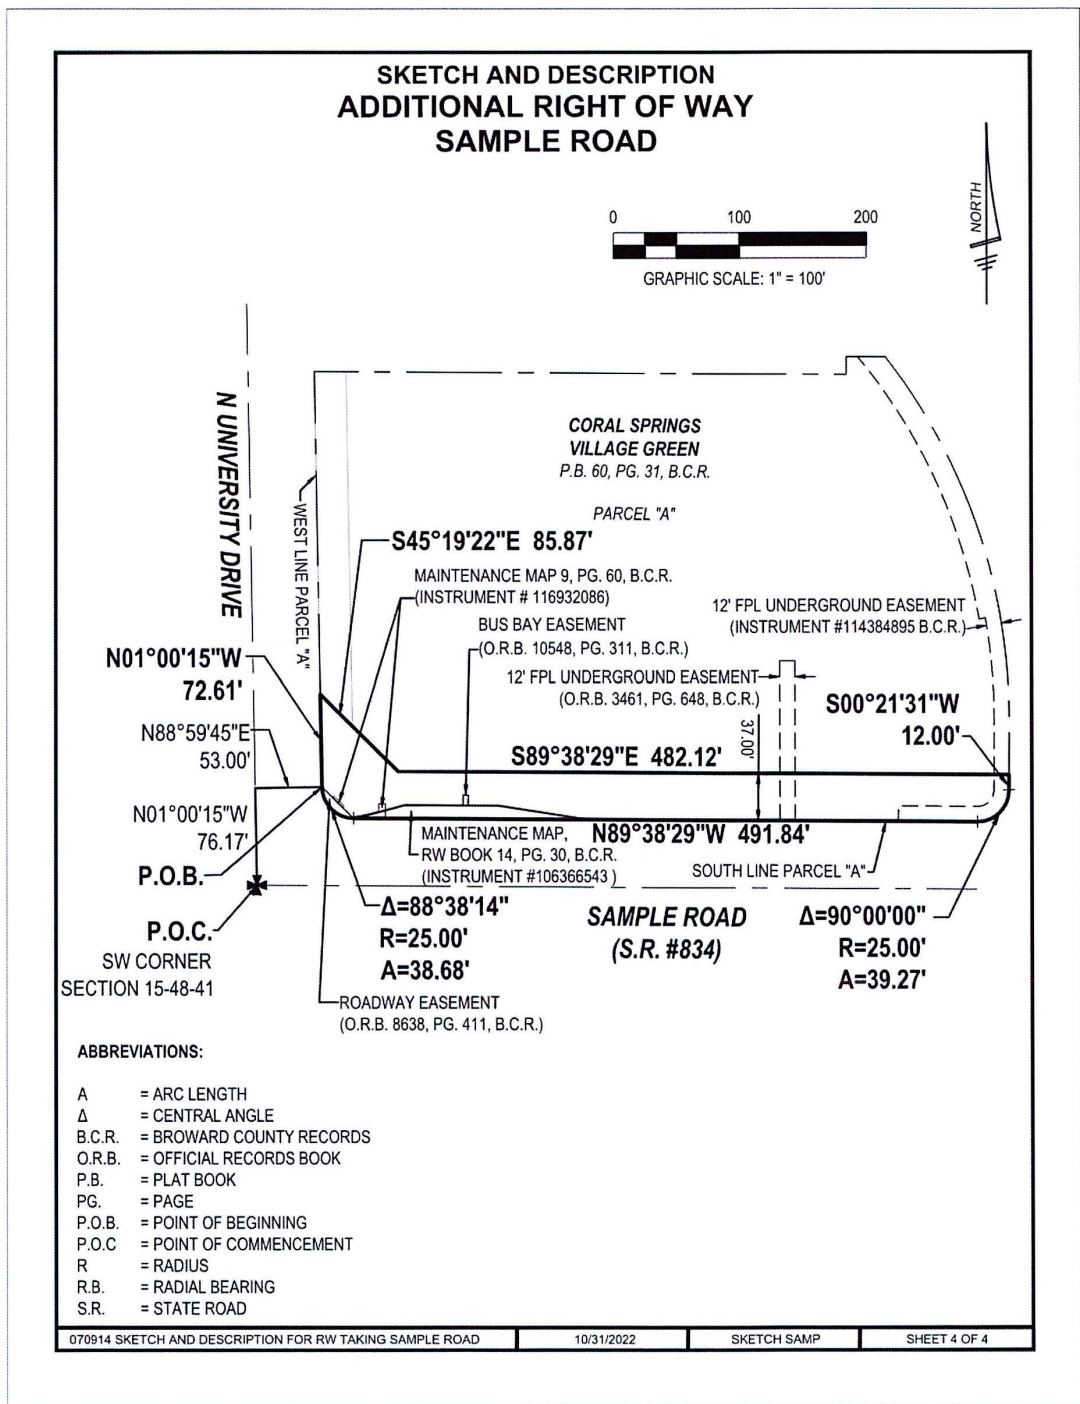 SKETCH AND DESCRIPTION
ADDITIONAL RIGHT OF WAY
SAMPLE ROAD
NORTH
0 100 200
GRAPHIC SCALE: 1" = 100'
N UNIVERSITY DRIVE
WEST LINE PARCEL "A"
CORAL SPRINGS
VILLAGE GREEN
P.B. 60, PG. 31, B.C.R.
PARCEL "A"
S45°19'22"E 85.87'
MAINTENANCE MAP 9, PG. 60, B.C.R.
(INSTRUMENT # 116932086)
BUS BAY EASEMENT
(O.R.B. 10548, PG. 311, B.C.R.)
12' FPL UNDERGROUND EASEMENT
(INSTRUMENT #114384895 B.C.R.)
12' FPL UNDERGROUND EASEMENT
(O.R.B. 3461, PG. 648, B.C.R.)
N01°00'15"W
72.61'
S00°21'31"W
12.00'
N88°59'45"E
53.00'
37.00'
S89°38'29"E 482.12'
N01°00'15"W
76.17'
MAINTENANCE MAP,
RW BOOK 14, PG. 30, B.C.R.
(INSTRUMENT #106366543 )
N89°38'29"W 491.84'
SOUTH LINE PARCEL "A"
P.O.B.
P.O.C.
SW CORNER
SECTION 15-48-41
Δ=88°38'14"
R=25.00'
A=38.68'
SAMPLE ROAD
(S.R. #834)
Δ=90°00'00"
R=25.00'
A=39.27'
ROADWAY EASEMENT
(O.R.B. 8638, PG. 411, B.C.R.)
ABBREVIATIONS:
A = ARC LENGTH
Δ = CENTRAL ANGLE
B.C.R. = BROWARD COUNTY RECORDS
O.R.B. = OFFICIAL RECORDS BOOK
P.B. = PLAT BOOK
PG. = PAGE
P.O.B. = POINT OF BEGINNING
P.O.C = POINT OF COMMENCEMENT
R = RADIUS
R.B. = RADIAL BEARING
S.R. = STATE ROAD
070914 SKETCH AND DESCRIPTION FOR RW TAKING SAMPLE ROAD 10/31/2022 SKETCH SAMP SHEET 4 OF 4